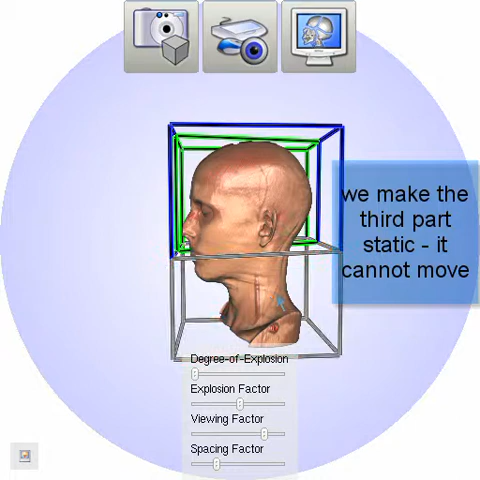 we make the
third part
static - it
cannot move
Degree-of-Explosion
Explosion Factor
Viewing Factor
Spacing Factor